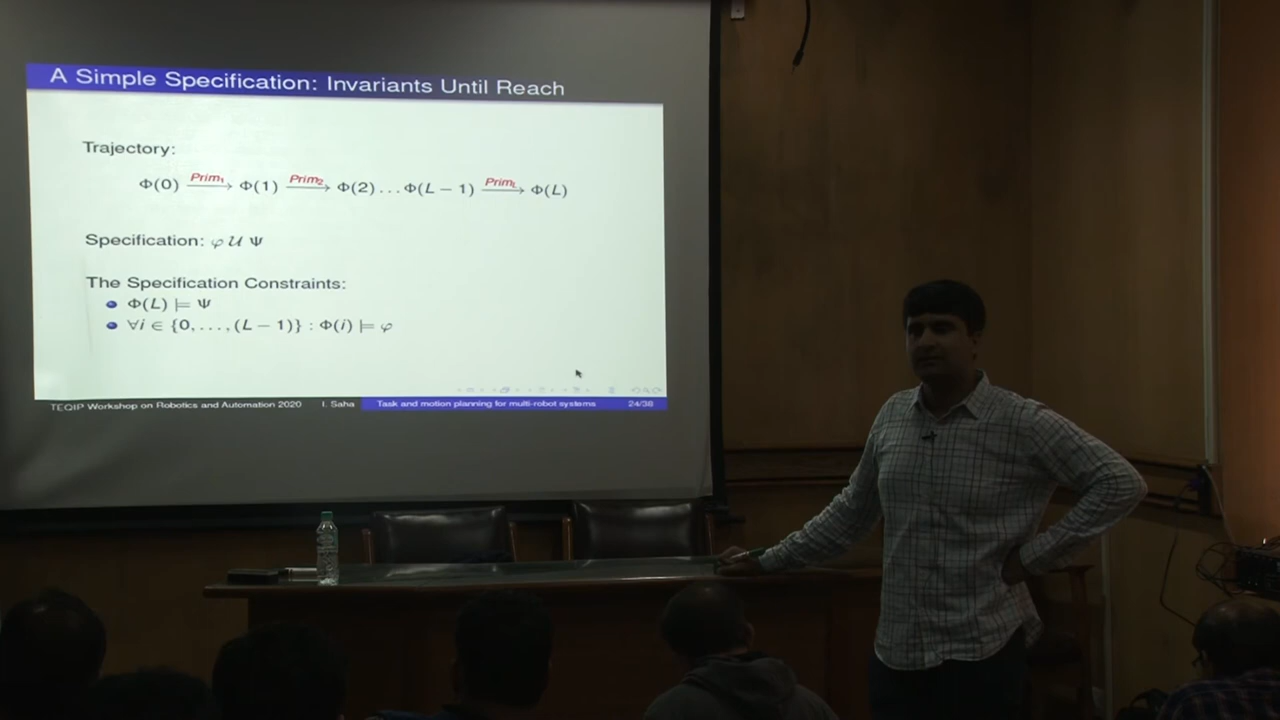 A Simple Specification: Invariants Until Reach
Trajectory:
Φ(0) —Prim₁→ Φ(1) —Prim₂→ Φ(2) … Φ(L − 1) —Prim_L→ Φ(L)
Specification: φ 𝒰 Ψ
The Specification Constraints:
Φ(L) ⊨ Ψ
∀i ∈ {0, …, (L − 1)} : Φ(i) ⊨ φ
TEQIP Workshop on Robotics and Automation 2020 I. Saha Task and motion planning for multi-robot systems 24/38